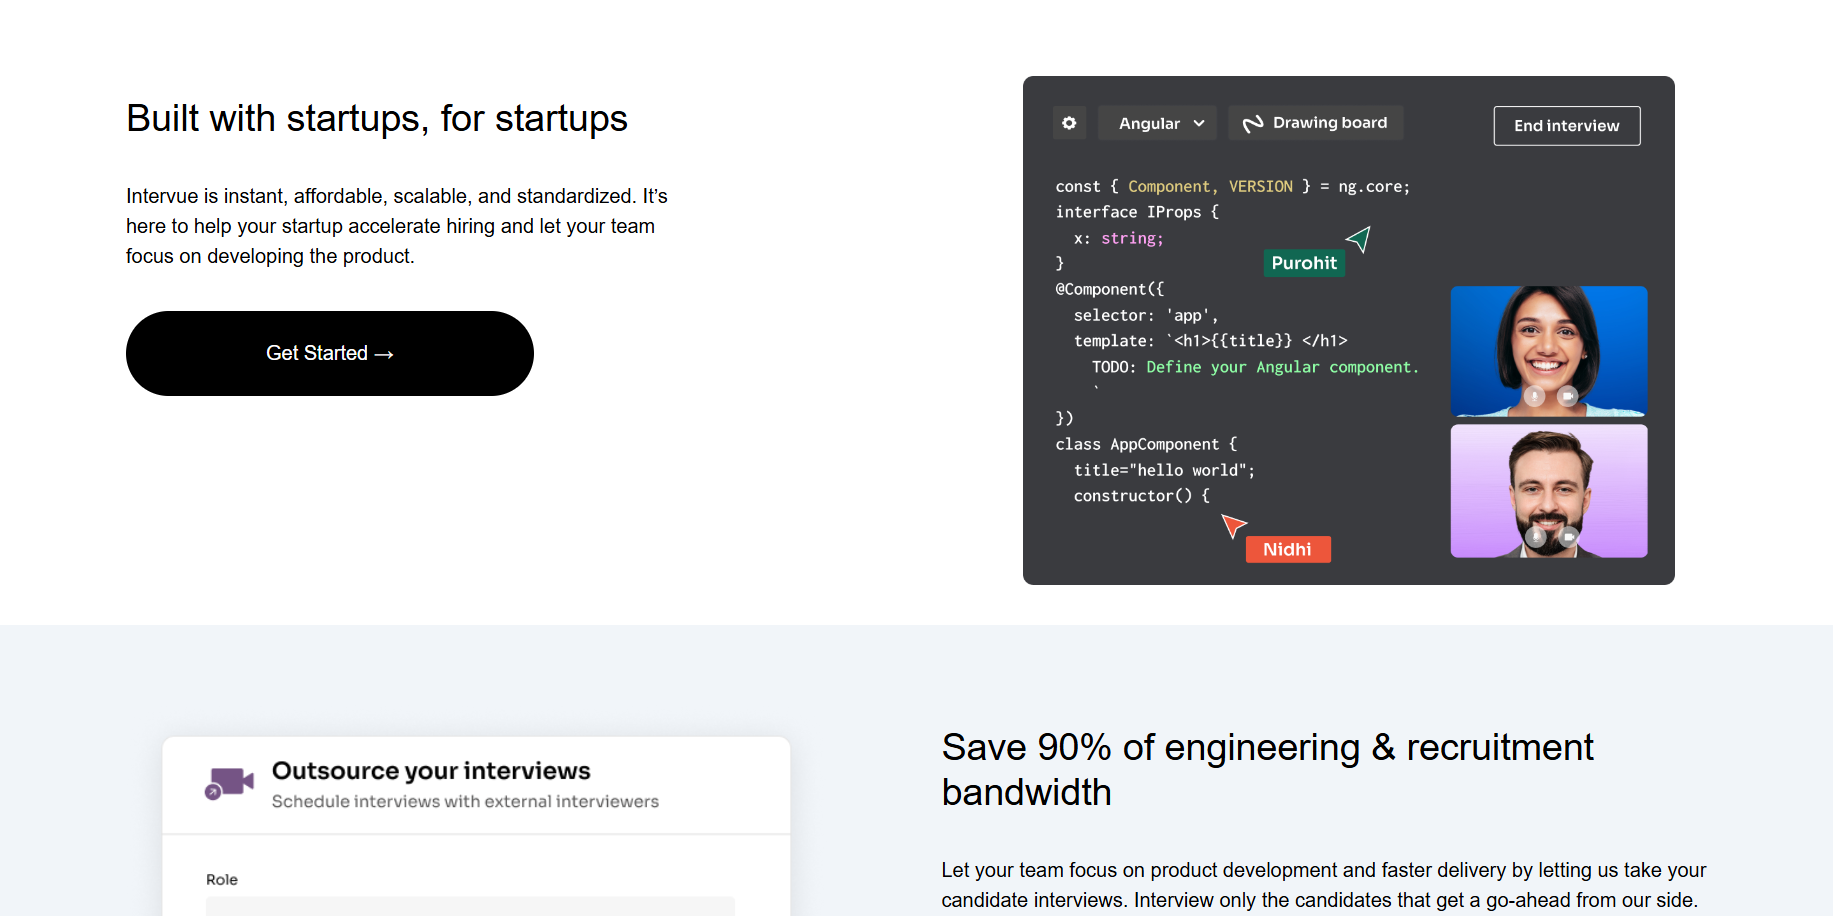 Built with startups, for startups
Intervue is instant, affordable, scalable, and standardized. It’s
here to help your startup accelerate hiring and let your team
focus on developing the product.
Get Started →
Angular
Drawing board
End interview
const { Component, VERSION } = ng.core;
interface IProps {
x: string;
}
Purohit
@Component({
selector: 'app',
template: `<h1>{{title}} </h1>
TODO: Define your Angular component.
`
})
class AppComponent {
title="hello world";
constructor() {
Nidhi
Outsource your interviews
Schedule interviews with external interviewers
Role
Save 90% of engineering & recruitment
bandwidth
Let your team focus on product development and faster delivery by letting us take your
candidate interviews. Interview only the candidates that get a go-ahead from our side.